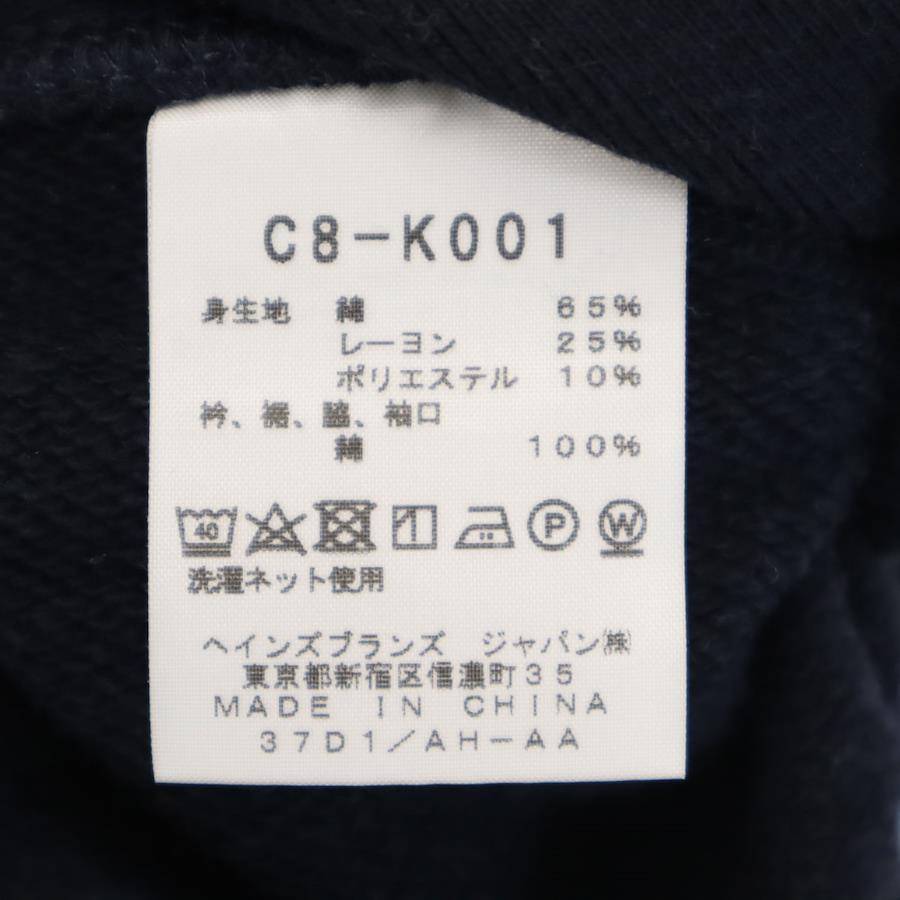 C8-K001
身生地 綿 65%
レーヨン 25%
ポリエステル 10%
衿、裾、脇、袖口
綿 100%
40 P W
洗濯ネット使用
ヘインズブランズ ジャパン㈱
東京都新宿区信濃町35
MADE IN CHINA
37D1/AH-AA